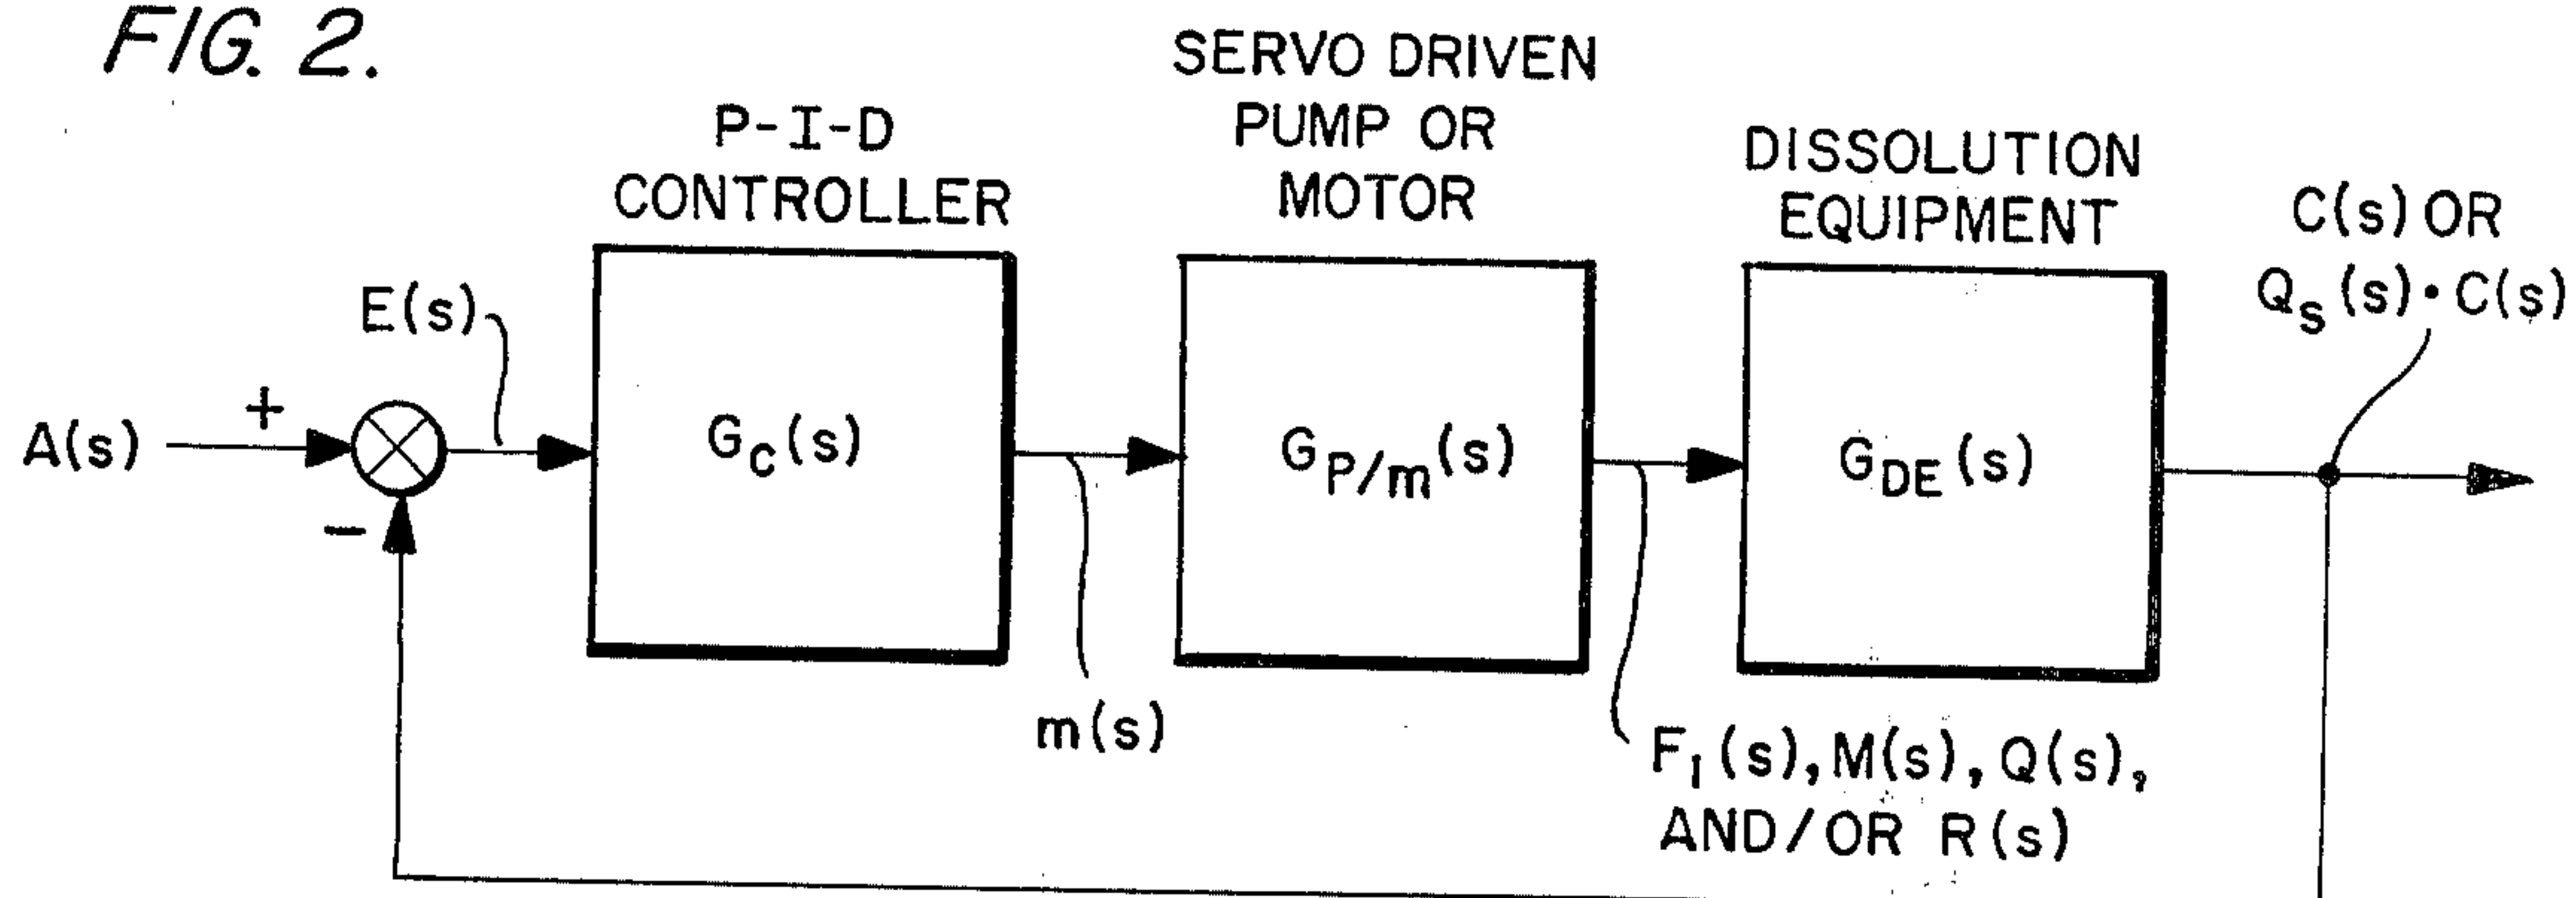 FIG. 2.
P-I-D
CONTROLLER
SERVO DRIVEN
PUMP OR
MOTOR
DISSOLUTION
EQUIPMENT
C(s) OR
Qs(s)•C(s)
E(s)
A(s)
+
−
GC(s)
GP/m(s)
GDE(s)
m(s)
F1(s), M(s), Q(s),
AND/OR R(s)